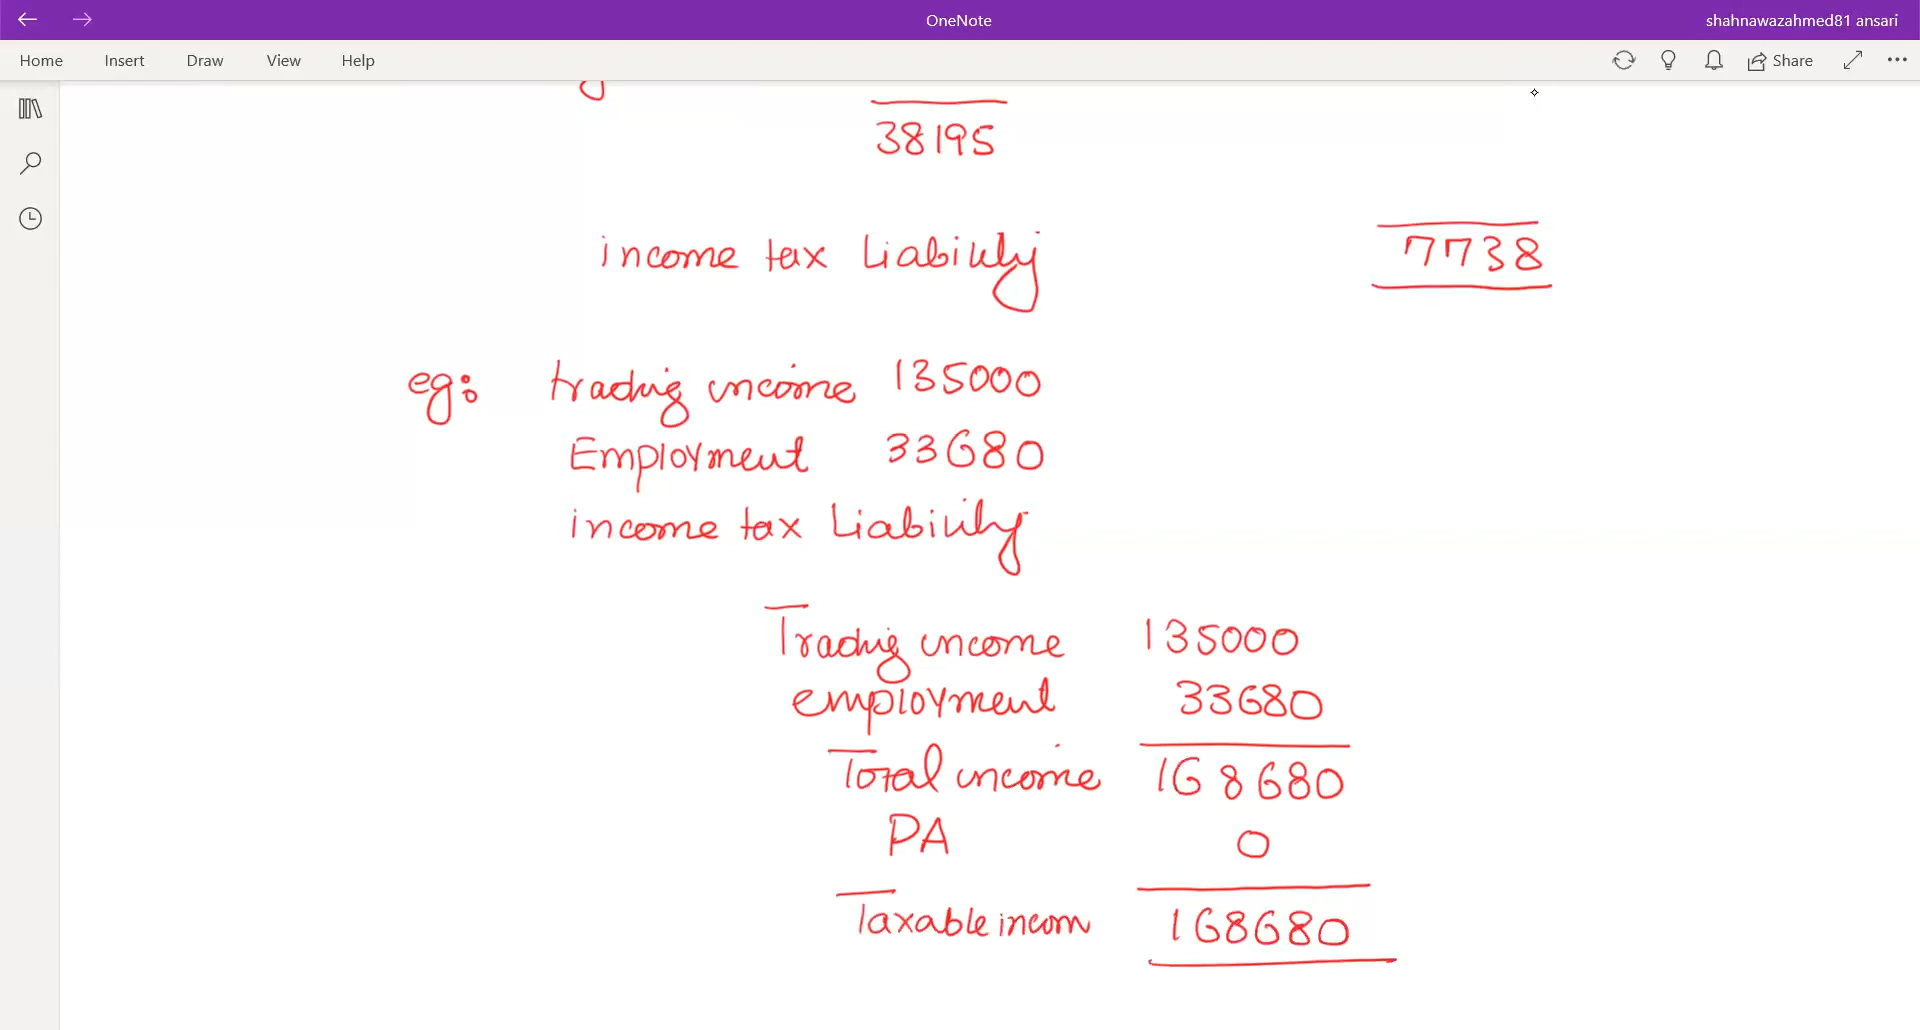 OneNote
shahnawazahmed81 ansari
Home Insert Draw View Help Share
38195
income tax Liability 7738
eg: trading income 135000
Employment 33680
income tax Liability
Trading income 135000
employment 33680
Total income 168680
PA 0
Taxable incom 168680